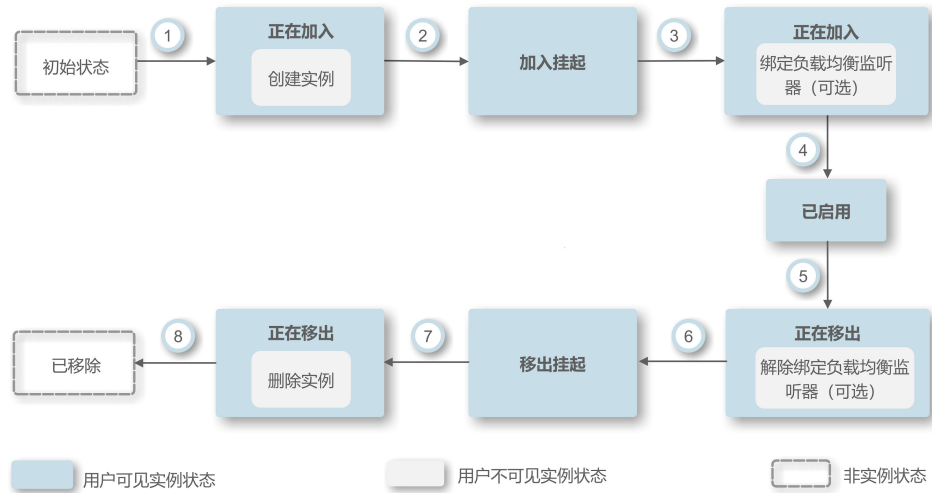 初始状态
1
正在加入
创建实例
2
加入挂起
3
正在加入
绑定负载均衡监听
器（可选）
4
已启用
5
正在移出
解除绑定负载均衡监
听器（可选）
6
移出挂起
7
正在移出
删除实例
8
已移除
用户可见实例状态
用户不可见实例状态
非实例状态